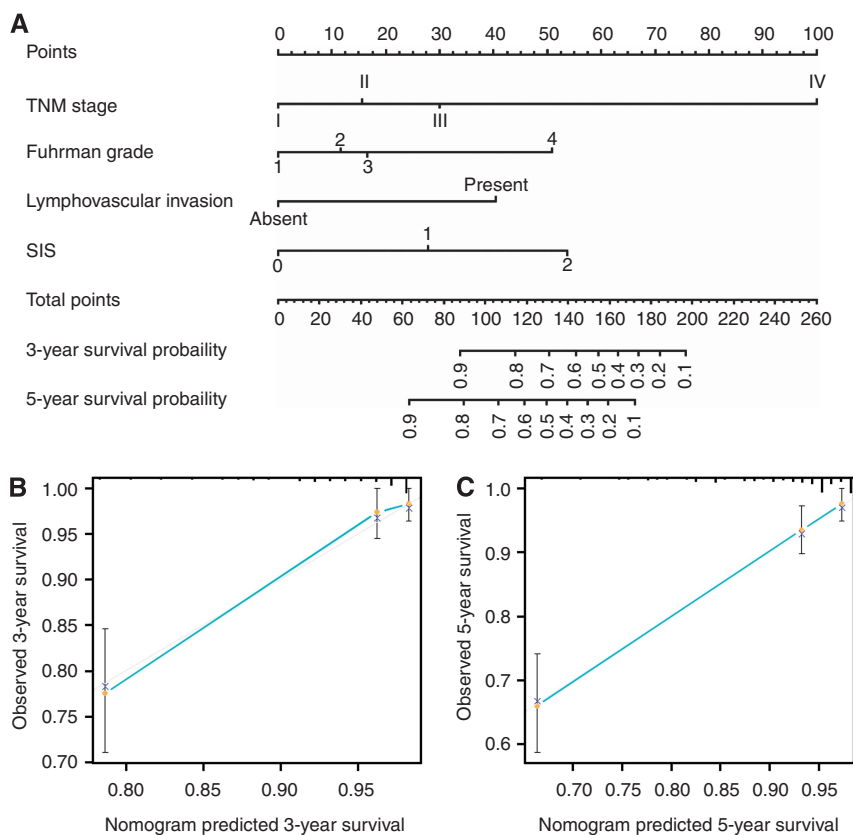 A
Points
0 10 20 30 40 50 60 70 80 90 100
TNM stage
I II III IV
Fuhrman grade
1 2 3 4
Lymphovascular invasion
Absent Present
SIS
0 1 2
Total points
0 20 40 60 80 100 120 140 160 180 200 220 240 260
3-year survival probaility
0.9 0.8 0.7 0.6 0.5 0.4 0.3 0.2 0.1
5-year survival probaility
0.9 0.8 0.7 0.6 0.5 0.4 0.3 0.2 0.1
B
Observed 3-year survival
1.00
0.95
0.90
0.85
0.80
0.75
0.70
0.80 0.85 0.90 0.95
Nomogram predicted 3-year survival
C
Observed 5-year survival
1.00
0.9
0.8
0.7
0.6
0.70 0.75 0.80 0.85 0.90 0.95
Nomogram predicted 5-year survival